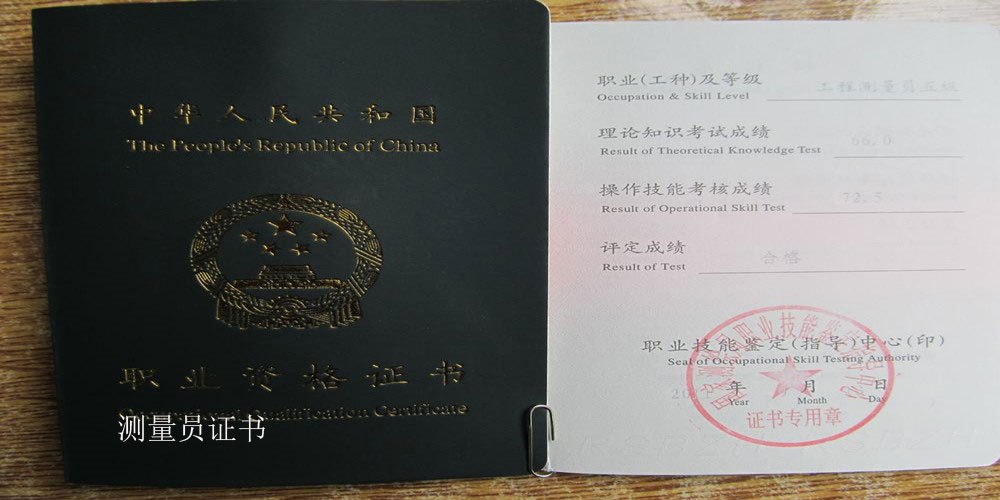 中华人民共和国
The People's Republic of China
职业资格证书
Occupational Qualification Certificate
测量员证书
职业(工种)及等级
工程测量员五级
Occupation & Skill Level
理论知识考试成绩
66.0
Result of Theoretical Knowledge Test
操作技能考核成绩
72.5
Result of Operational Skill Test
评定成绩
合格
Result of Test
职业技能鉴定(指导)中心(印)
Seal of Occupational Skill Testing Authority
年 月 日
Year Month Day
证书专用章